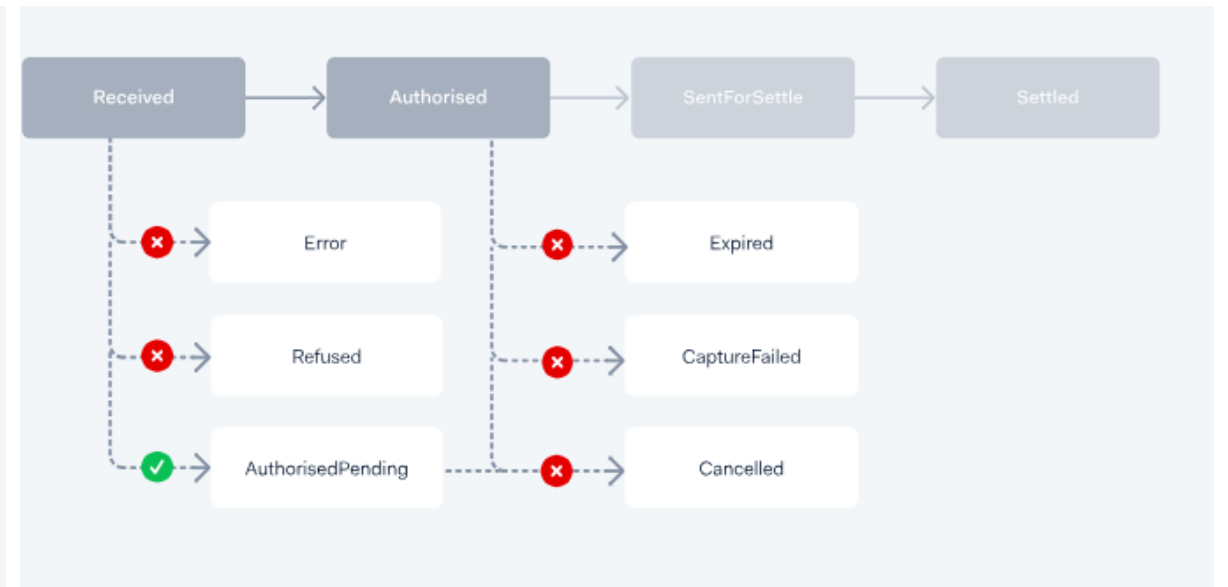 Received
Authorised
SentForSettle
Settled
Error
Expired
Refused
CaptureFailed
AuthorisedPending
Cancelled